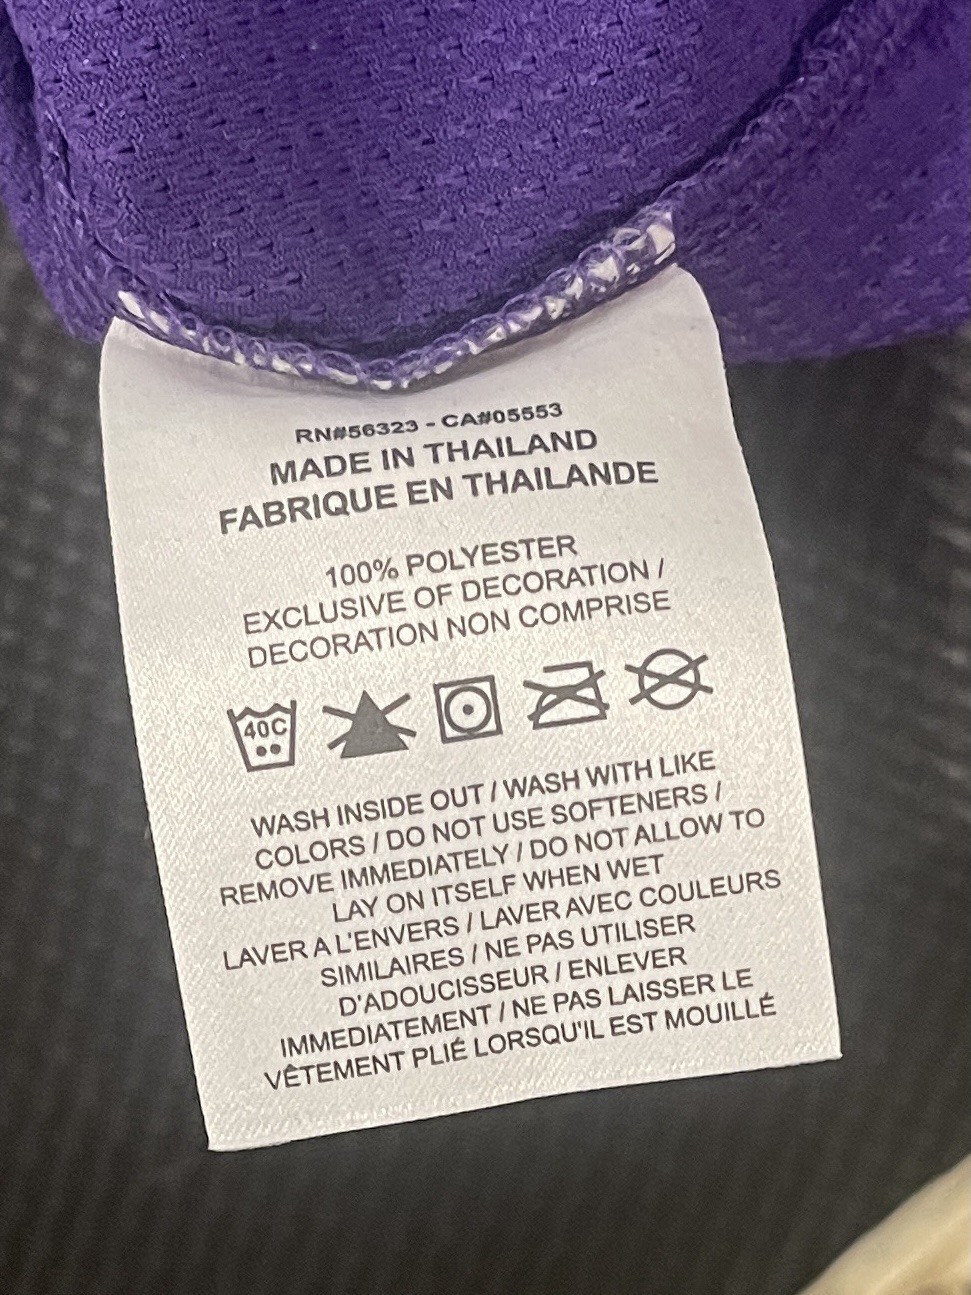 RN#56323 - CA#05553
MADE IN THAILAND
FABRIQUE EN THAILANDE
100% POLYESTER
EXCLUSIVE OF DECORATION /
DECORATION NON COMPRISE
40C
WASH INSIDE OUT / WASH WITH LIKE
COLORS / DO NOT USE SOFTENERS /
REMOVE IMMEDIATELY / DO NOT ALLOW TO
LAY ON ITSELF WHEN WET
LAVER A L'ENVERS / LAVER AVEC COULEURS
SIMILAIRES / NE PAS UTILISER
D'ADOUCISSEUR / ENLEVER
IMMEDIATEMENT / NE PAS LAISSER LE
VÊTEMENT PLIÉ LORSQU'IL EST MOUILLÉ